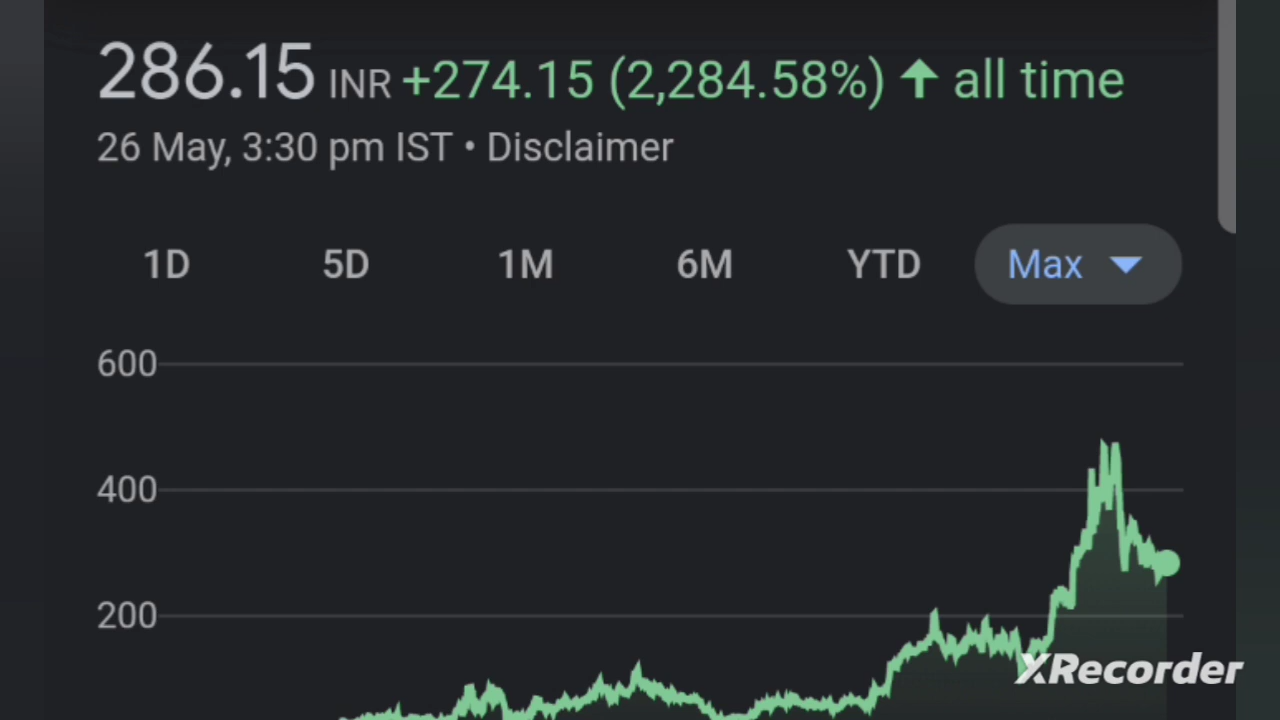 286.15 INR +274.15 (2,284.58%) ↑ all time
26 May, 3:30 pm IST • Disclaimer
1D 5D 1M 6M YTD Max
600
400
200
XRecorder